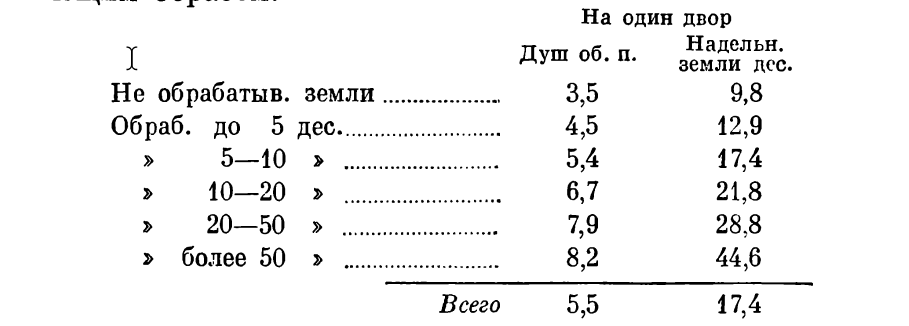 На один двор
Душ об. п. Надельн. земли дес.
Не обрабатыв. земли .................. 3,5 9,8
Обраб. до 5 дес. .......................... 4,5 12,9
» 5—10 » .......................... 5,4 17,4
» 10—20 » .......................... 6,7 21,8
» 20—50 » .......................... 7,9 28,8
» более 50 » .......................... 8,2 44,6
Всего 5,5 17,4